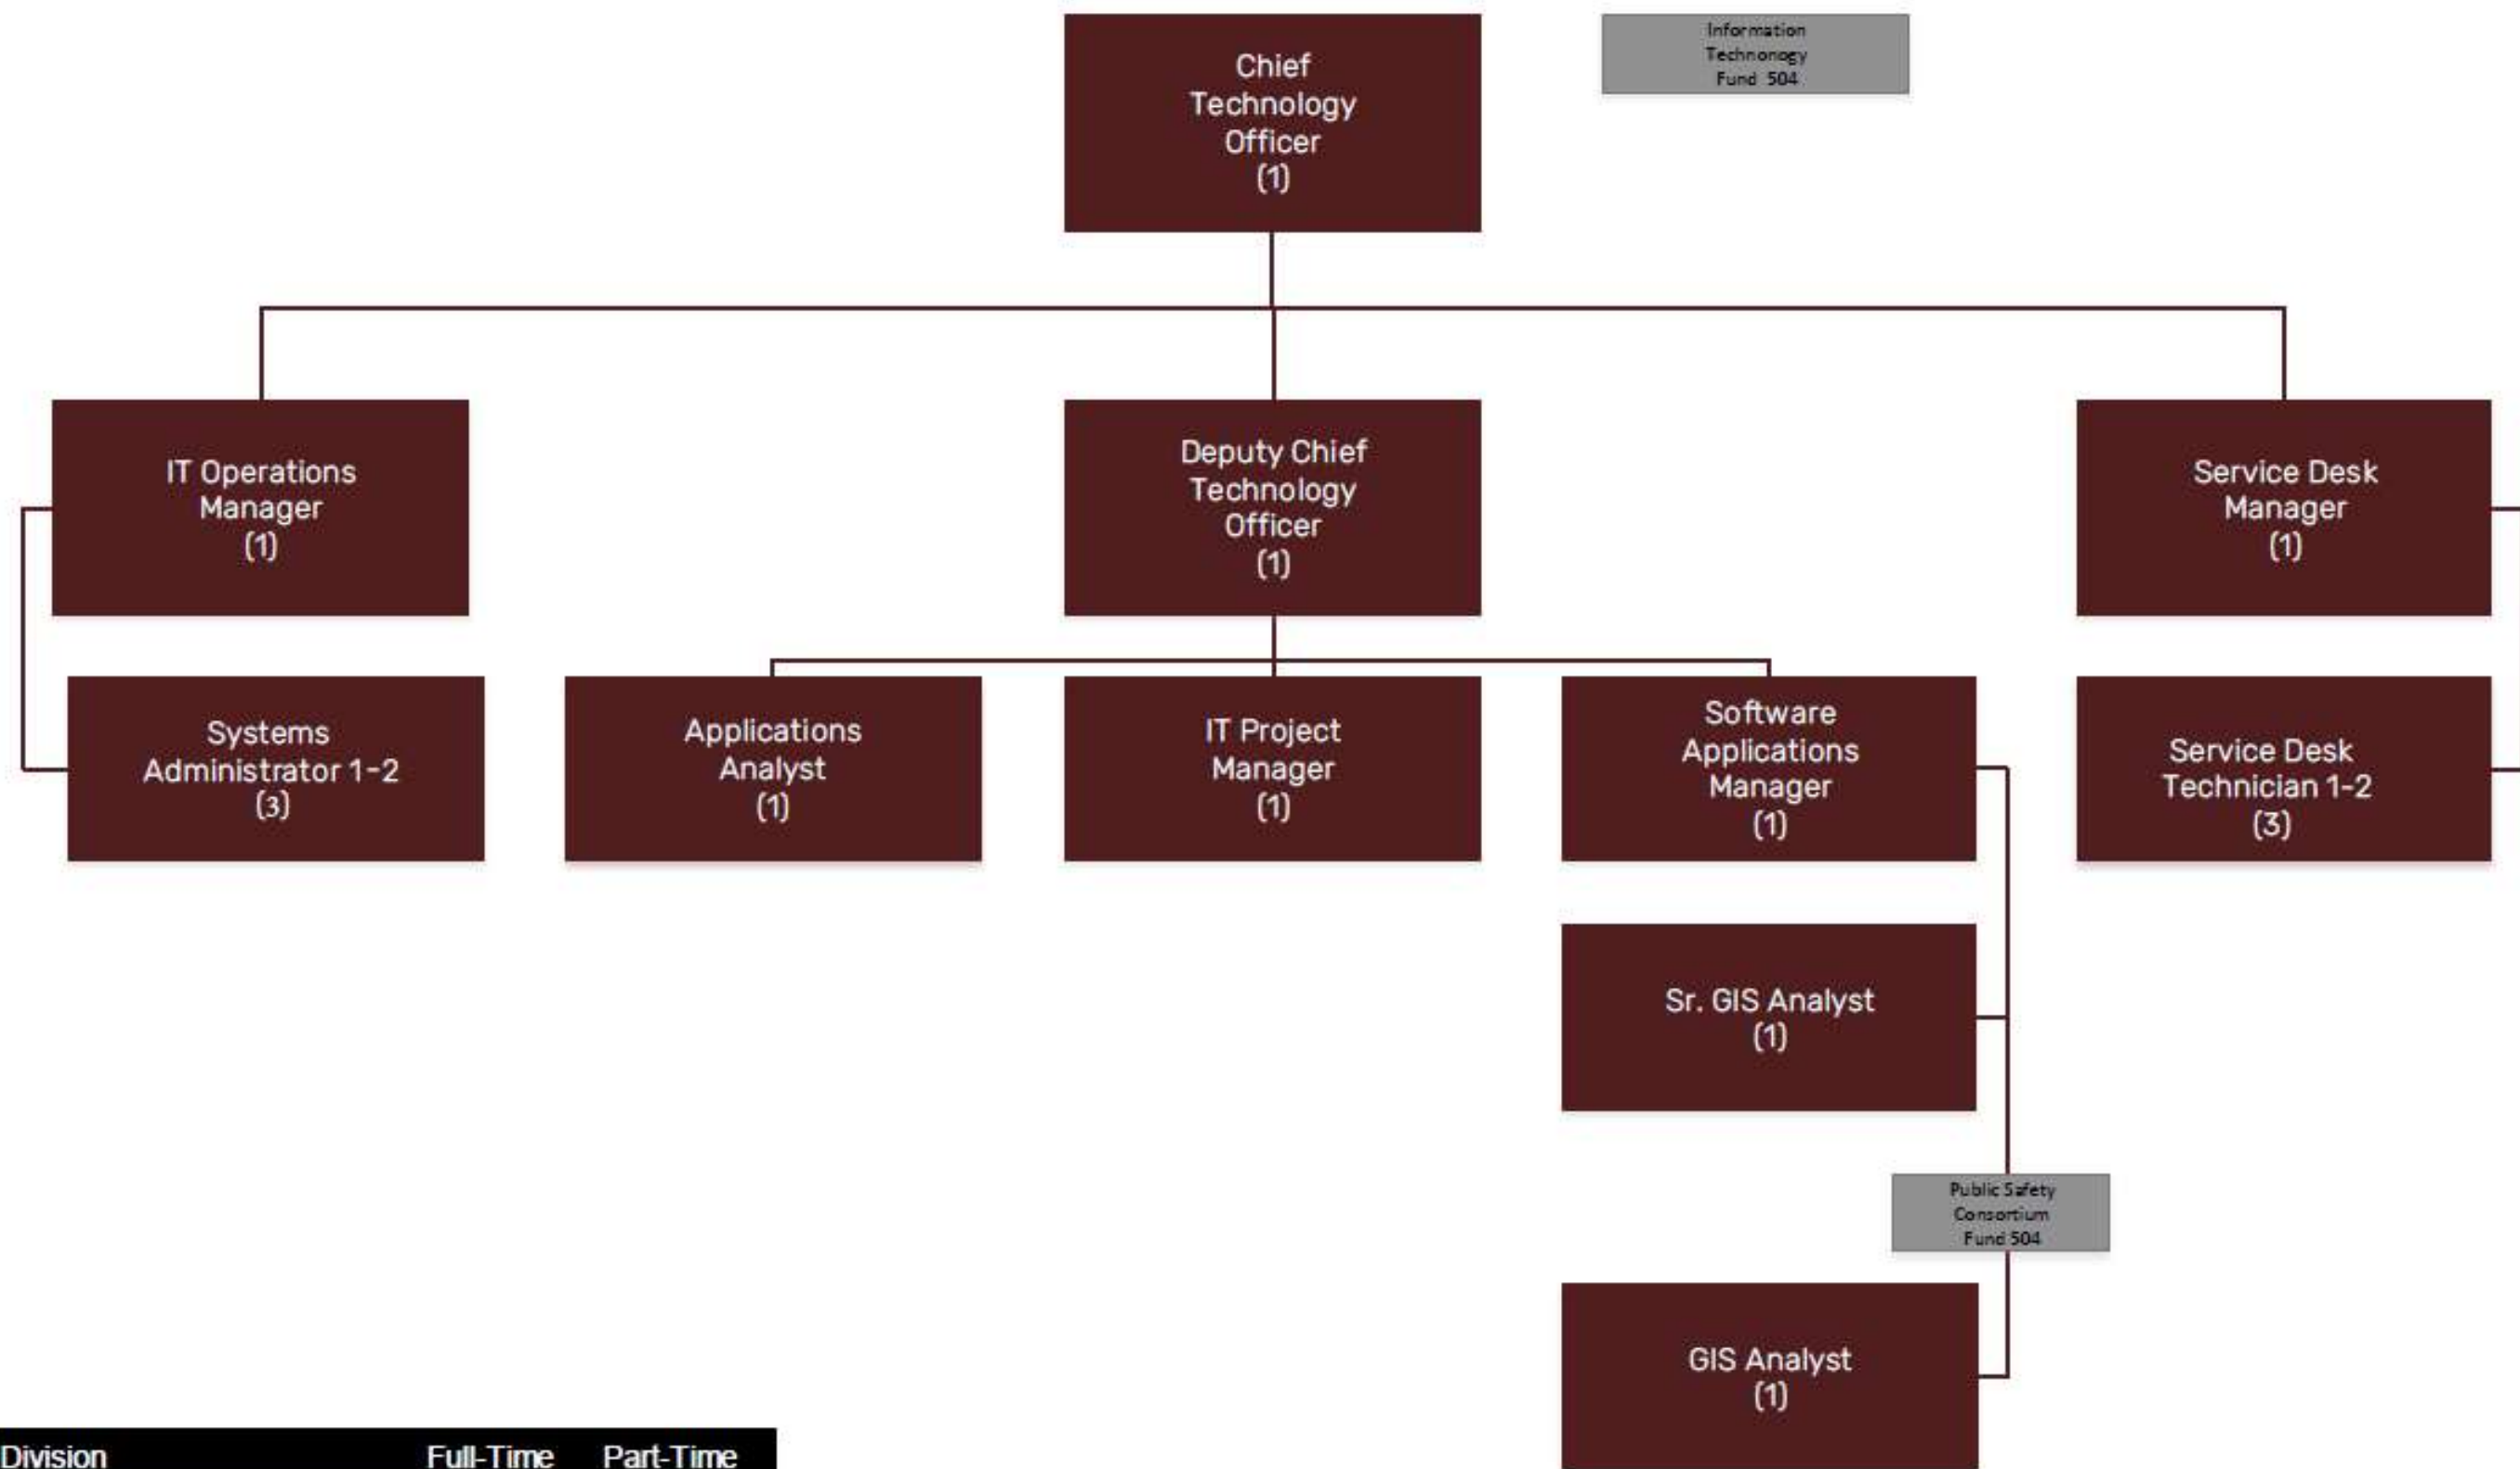 Chief
Technology
Officer
(1)
Information
Technonogy
Fund 504
IT Operations
Manager
(1)
Deputy Chief
Technology
Officer
(1)
Service Desk
Manager
(1)
Systems
Administrator 1-2
(3)
Applications
Analyst
(1)
IT Project
Manager
(1)
Software
Applications
Manager
(1)
Service Desk
Technician 1-2
(3)
Sr. GIS Analyst
(1)
Public Safety
Consortium
Fund 504
GIS Analyst
(1)
Division Full-Time Part-Time